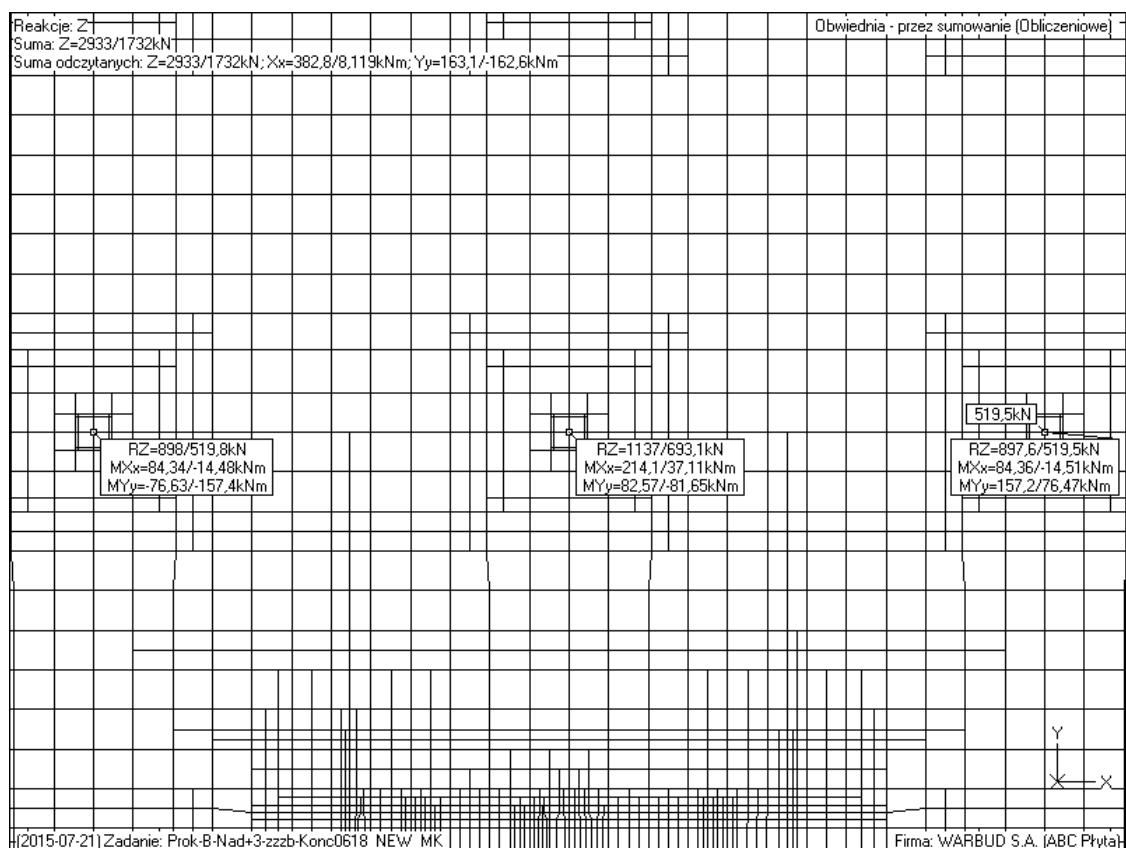 Reakcje: Z
Obwiednia - przez sumowanie (Obliczeniowe)
Suma: Z=2933/1732kN
Suma odczytanych: Z=2933/1732kN; Xx=382,8/8,119kNm; Yy=163,1/-162,6kNm
519,5kN
RZ=898/519,8kN
MXx=84,34/-14,48kNm
MYy=-76,63/-157,4kNm
RZ=1137/693,1kN
MXx=214,1/37,11kNm
MYy=82,57/-81,65kNm
RZ=897,6/519,5kN
MXx=84,36/-14,51kNm
MYy=157,2/76,47kNm
Y
X
(2015-07-21) Zadanie: Prok-B-Nad+3-zzzb-Konc0618_NEW_MK
Firma: WARBUD S.A. (ABC Płyta)